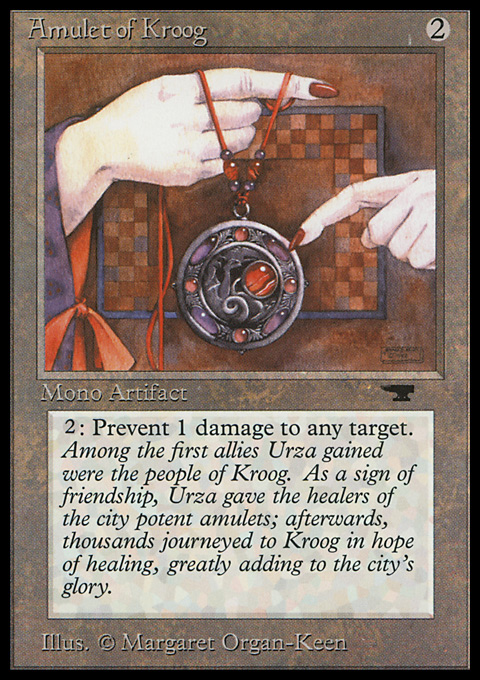 Amulet of Kroog
2
Mono Artifact
2: Prevent 1 damage to any target.
Among the first allies Urza gained
were the people of Kroog. As a sign of
friendship, Urza gave the healers of
the city potent amulets; afterwards,
thousands journeyed to Kroog in hope
of healing, greatly adding to the city's
glory.
Illus. © Margaret Organ-Keen